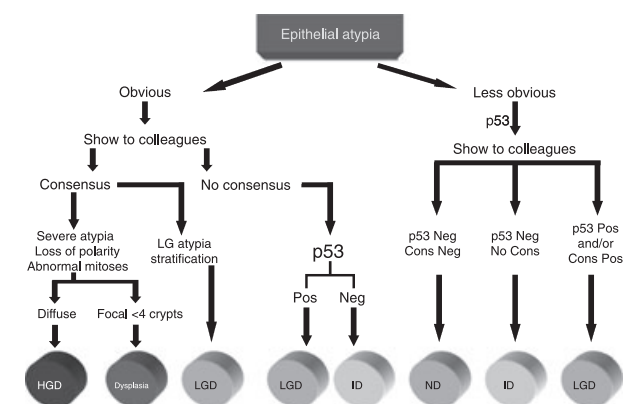 Epithelial atypia
Obvious
Less obvious
p53
Show to colleagues
Show to colleagues
Consensus
No consensus
Severe atypia
Loss of polarity
Abnormal mitoses
LG atypia
stratification
p53
p53 Neg
Cons Neg
p53 Neg
No Cons
p53 Pos
and/or
Cons Pos
Pos
Neg
Diffuse
Focal <4 crypts
HGD
Dysplasia
LGD
LGD
ID
ND
ID
LGD